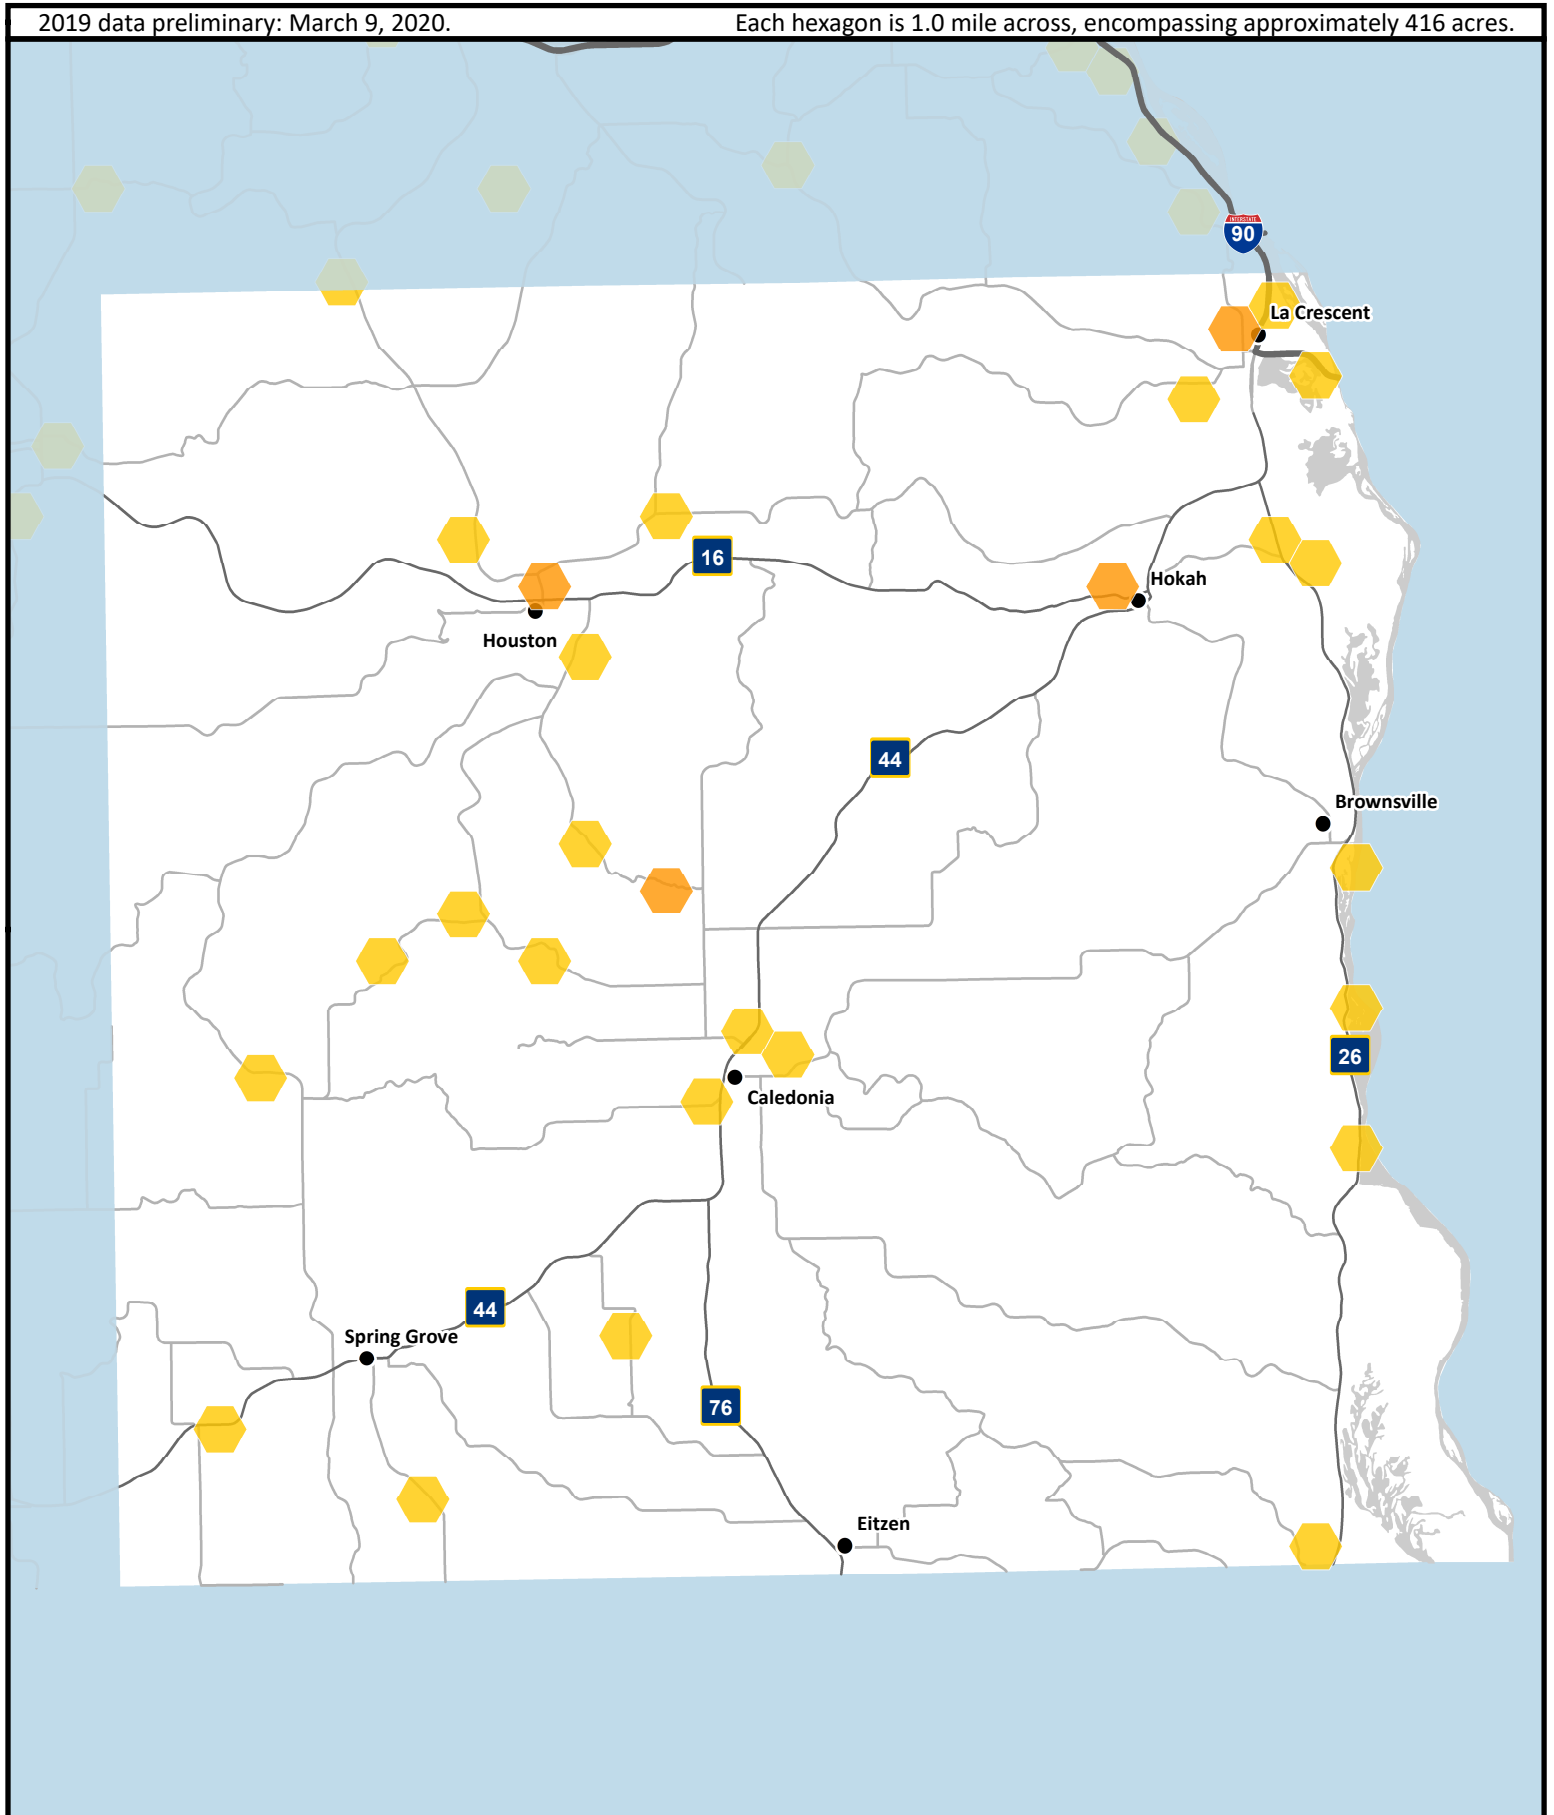 2019 data preliminary: March 9, 2020.
Each hexagon is 1.0 mile across, encompassing approximately 416 acres.
INTERSTATE
90
La Crescent
16
Hokah
Houston
44
Brownsville
26
Caledonia
44
Spring Grove
76
Eitzen